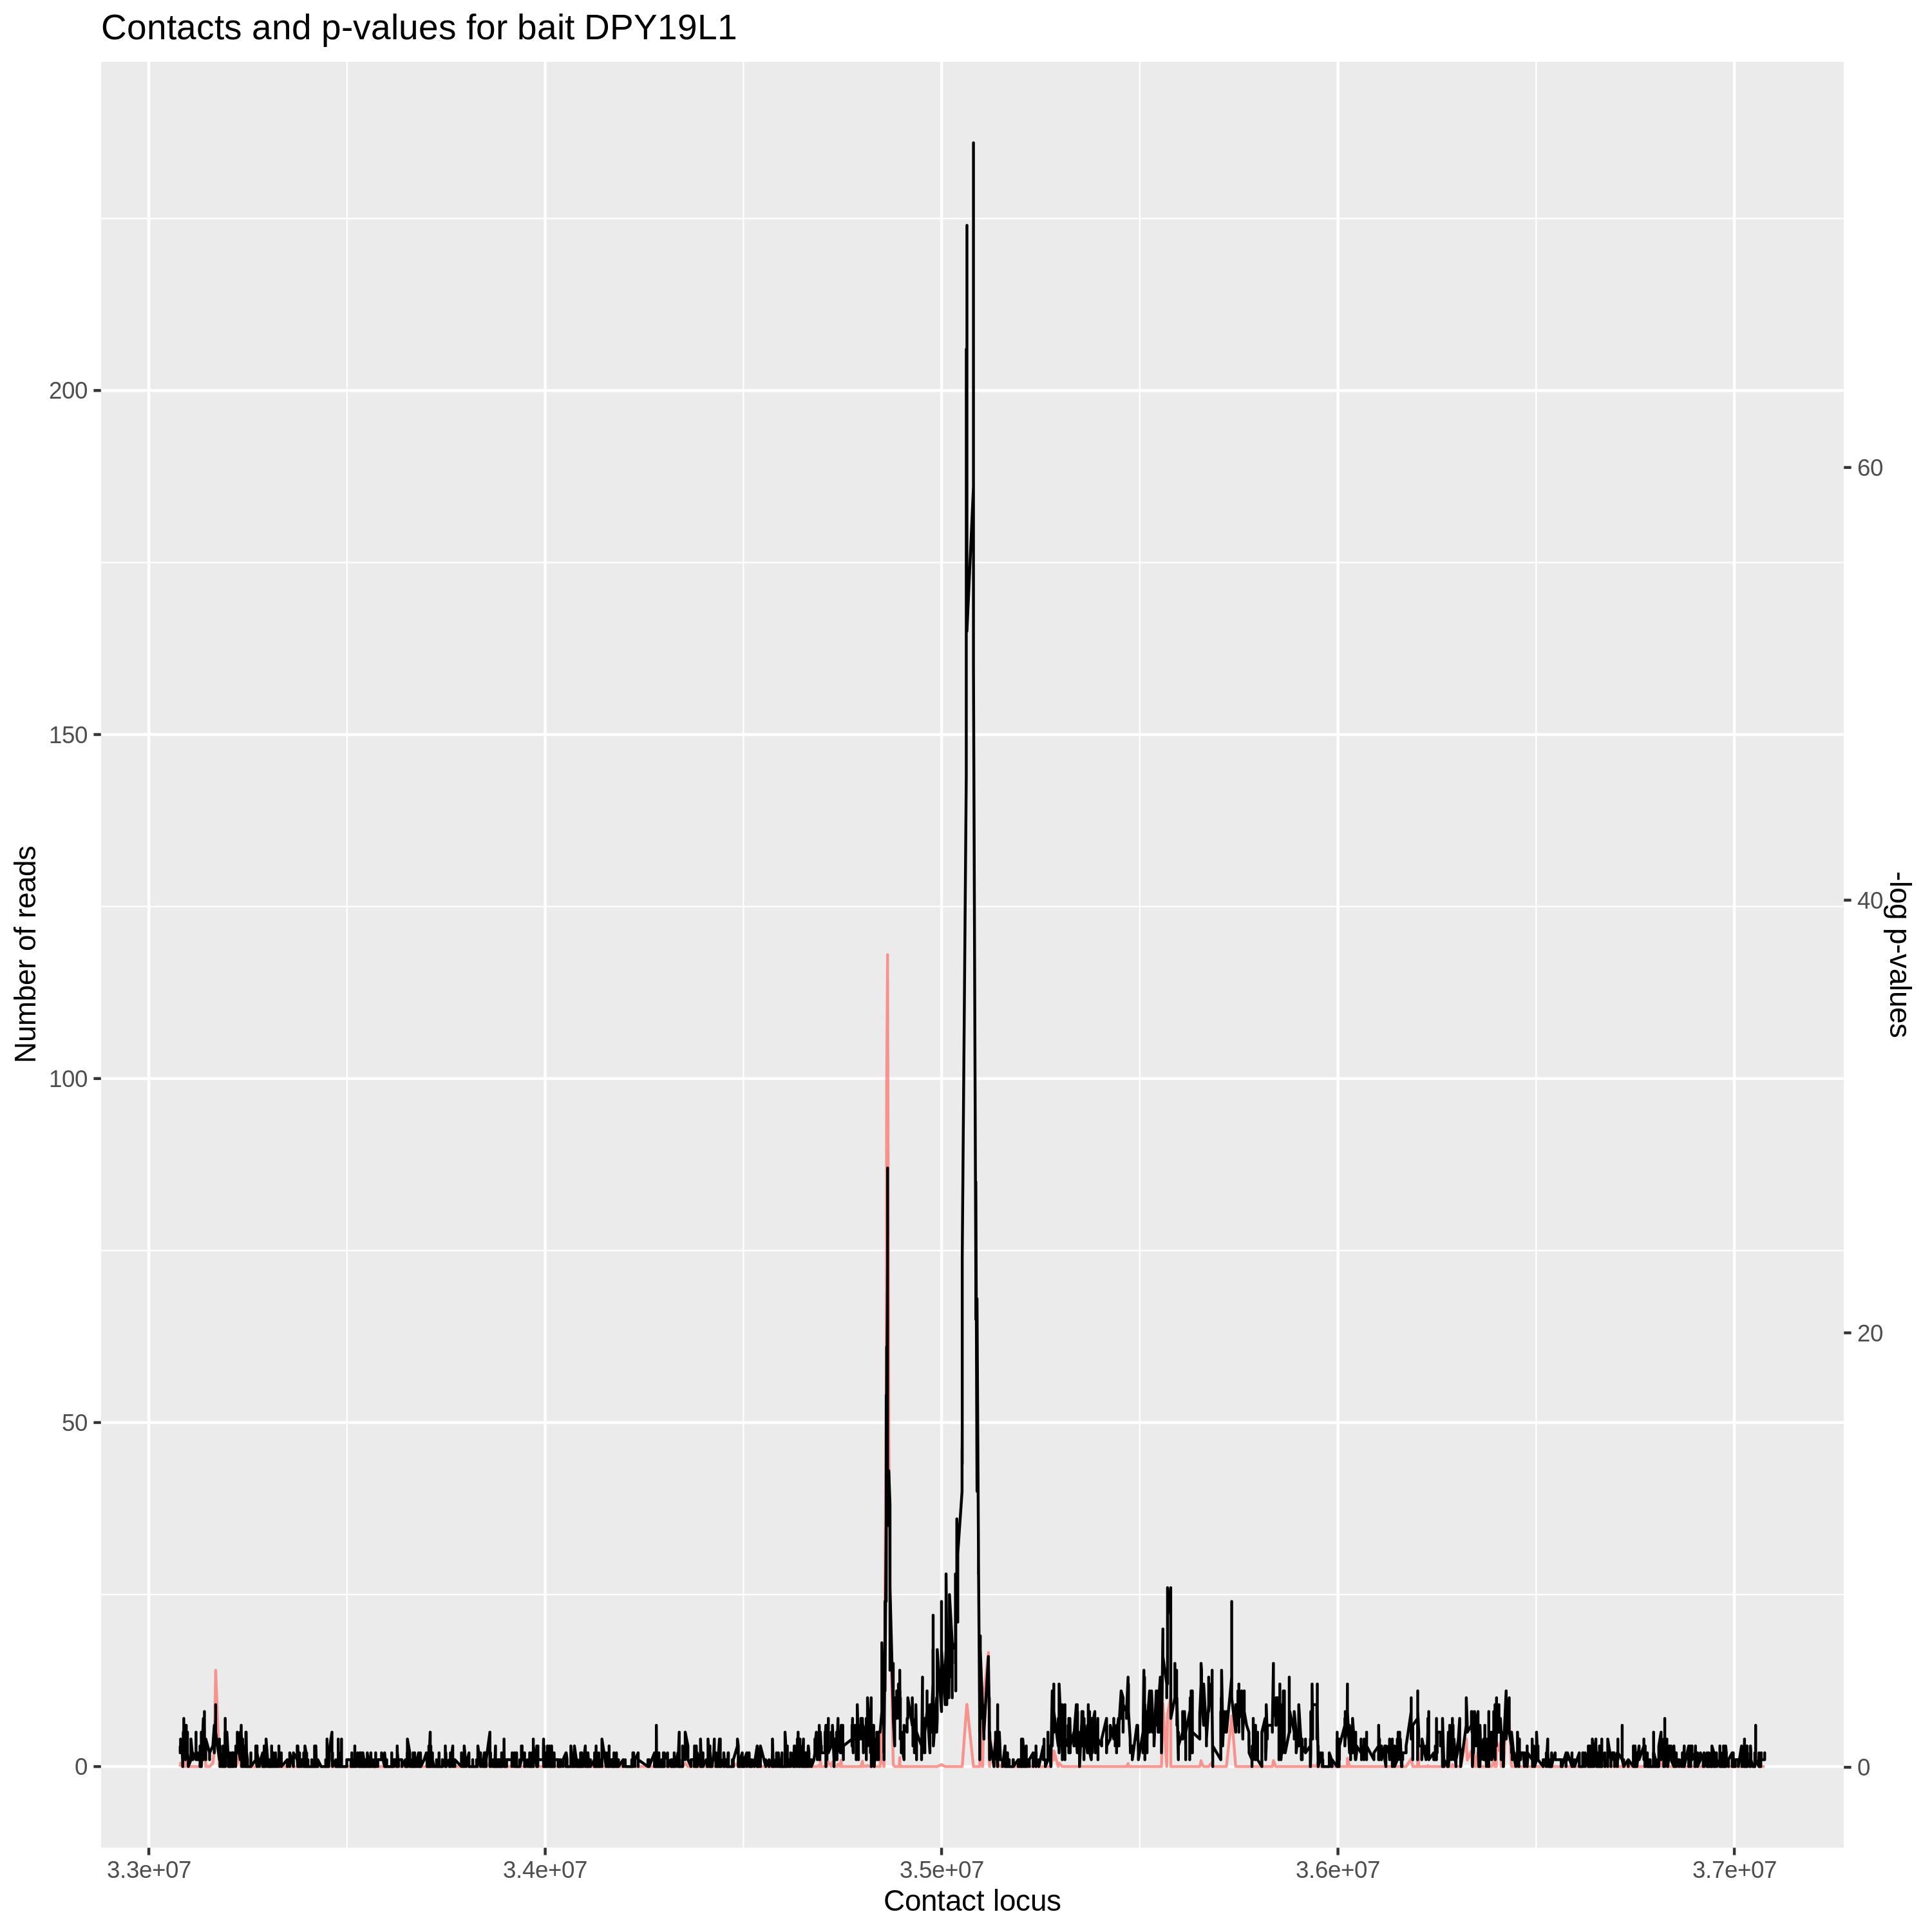 Contacts and p-values for bait DPY19L1
200
150
100
50
0
Number of reads
60
40
20
0
-log p-values
3.3e+07
3.4e+07
3.5e+07
3.6e+07
3.7e+07
Contact locus